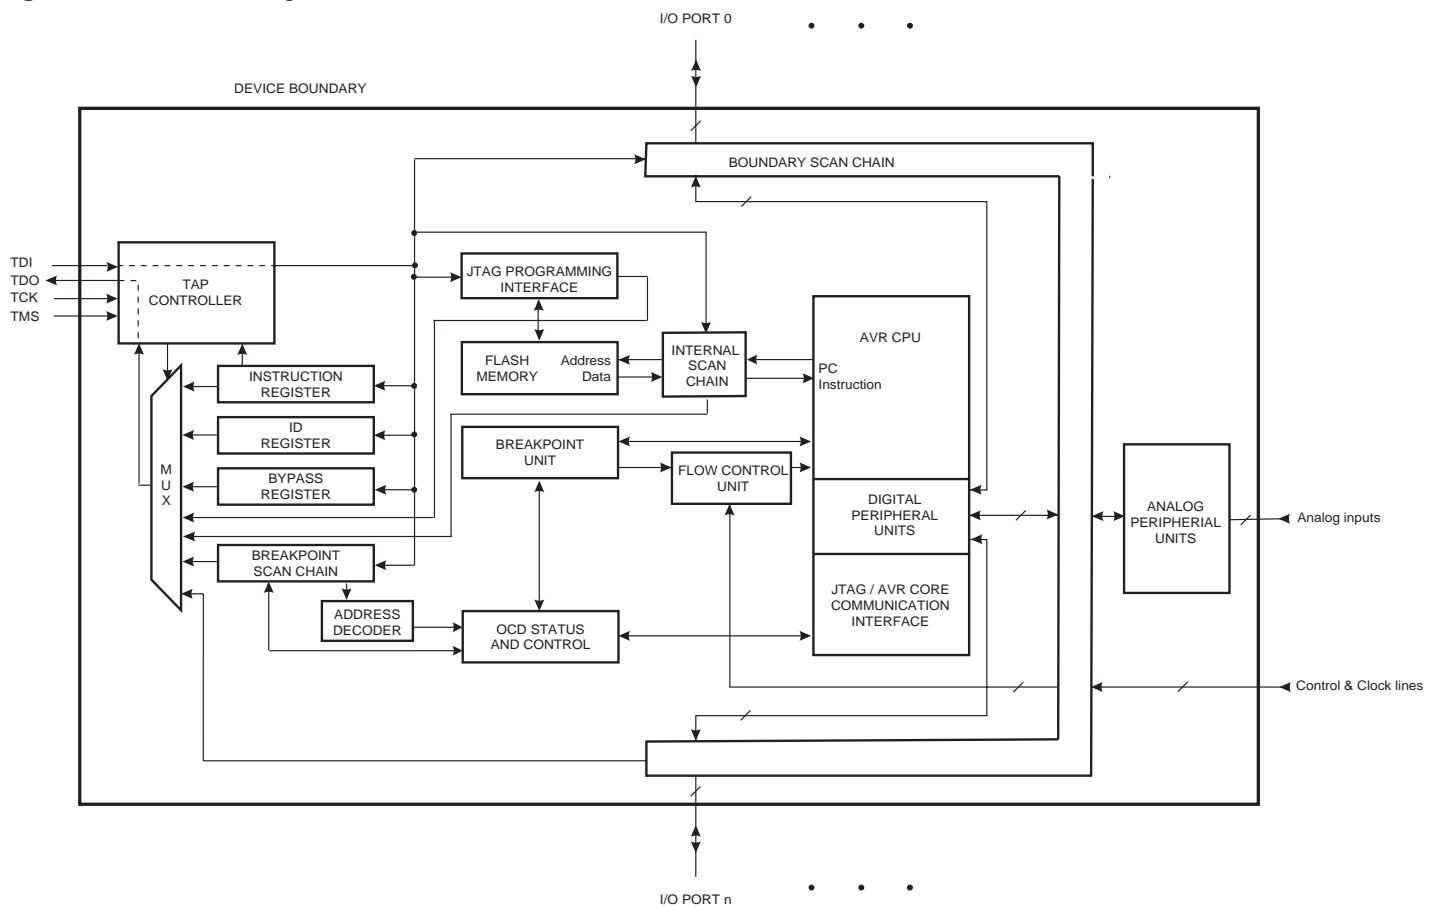 I/O PORT 0
DEVICE BOUNDARY
BOUNDARY SCAN CHAIN
TDI
TDO
TCK
TMS
TAP
CONTROLLER
JTAG PROGRAMMING
INTERFACE
FLASH
MEMORY
Address
Data
INTERNAL
SCAN
CHAIN
AVR CPU
PC
Instruction
INSTRUCTION
REGISTER
ID
REGISTER
BYPASS
REGISTER
M
U
X
BREAKPOINT
UNIT
FLOW CONTROL
UNIT
DIGITAL
PERIPHERAL
UNITS
ANALOG
PERIPHERIAL
UNITS
Analog inputs
BREAKPOINT
SCAN CHAIN
ADDRESS
DECODER
OCD STATUS
AND CONTROL
JTAG / AVR CORE
COMMUNICATION
INTERFACE
Control & Clock lines
I/O PORT n